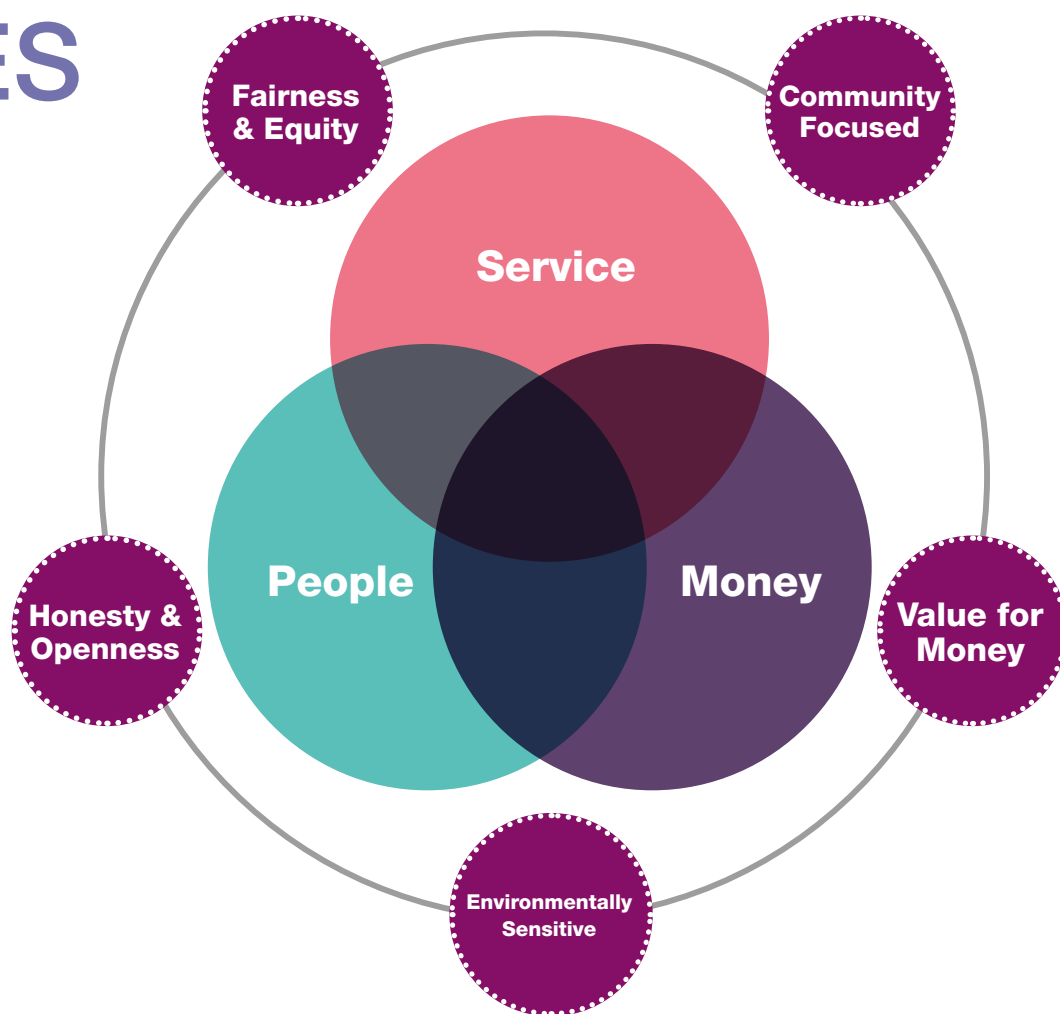 ES
Fairness
& Equity
Community
Focused
Service
People
Money
Honesty &
Openness
Value for
Money
Environmentally
Sensitive